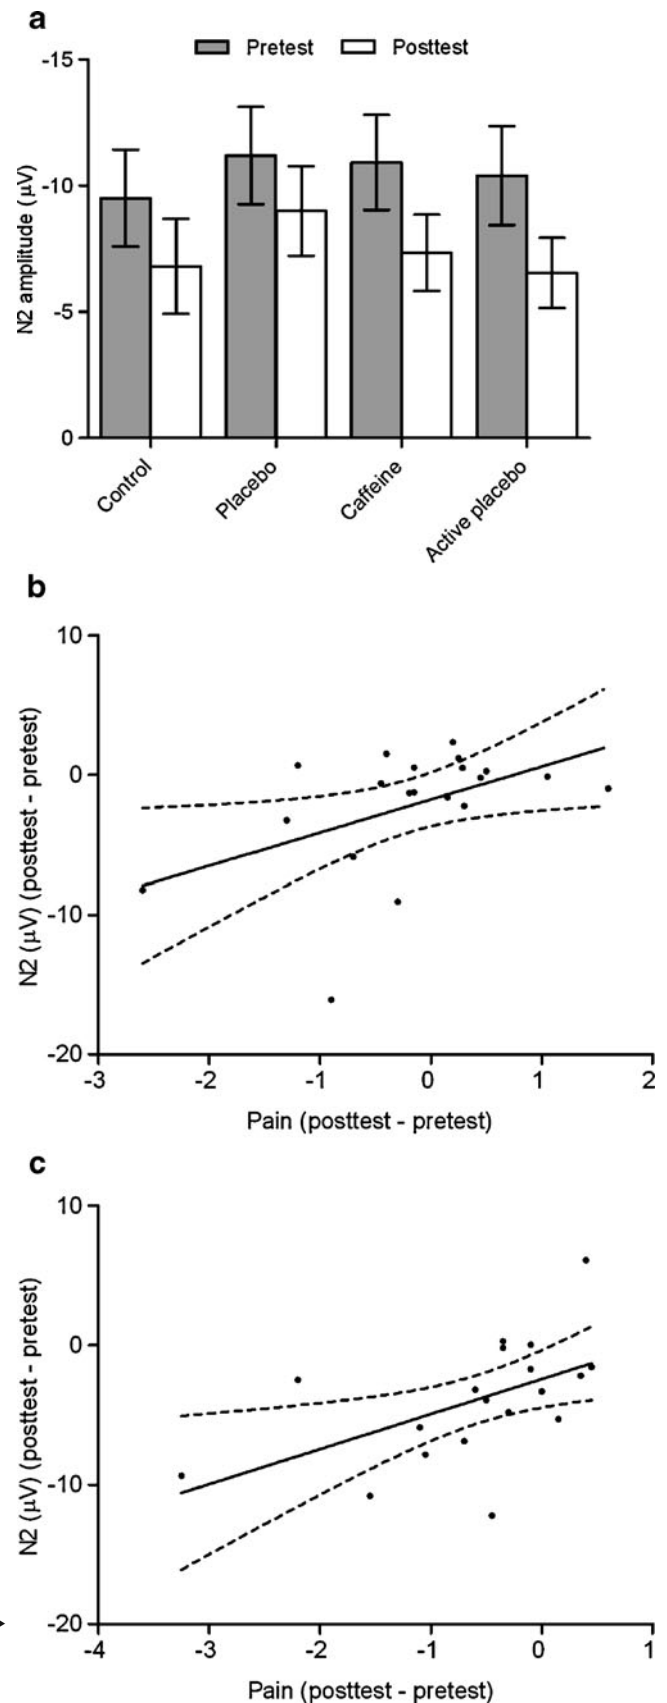 a
Pretest Posttest
N2 amplitude (μV)
-15
-10
-5
0
Control
Placebo
Caffeine
Active placebo
b
N2 (μV) (posttest - pretest)
10
0
-10
-20
-3 -2 -1 0 1 2
Pain (posttest - pretest)
c
N2 (μV) (posttest - pretest)
10
0
-10
-20
-4 -3 -2 -1 0 1
Pain (posttest - pretest)